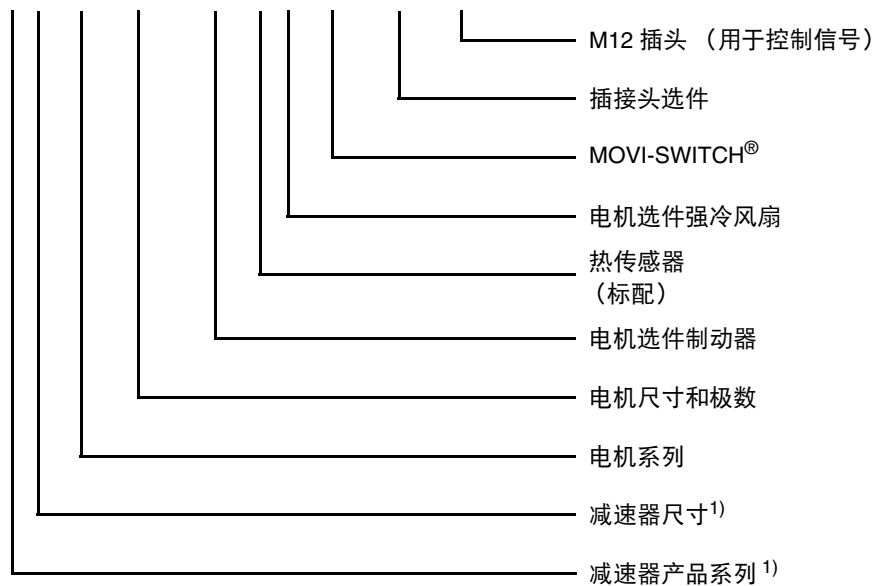 M12 插头 （用于控制信号）
插接头选件
MOVI-SWITCH®
电机选件强冷风扇
热传感器
（标配）
电机选件制动器
电机尺寸和极数
电机系列
减速器尺寸1)
减速器产品系列 1)